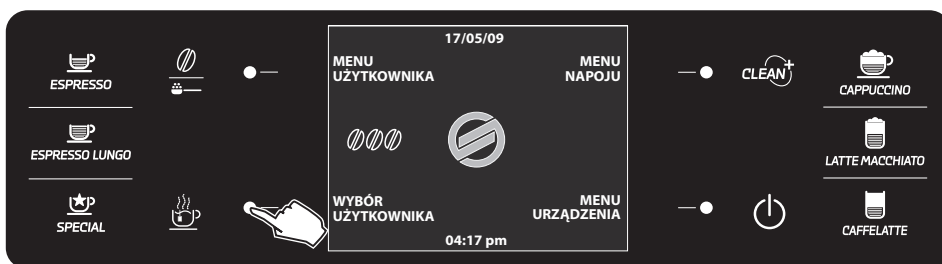 17/05/09
MENU
UŻYTKOWNIKA
MENU
NAPOJU
ESPRESSO
CLEAN+
CAPPUCCINO
ESPRESSO LUNGO
LATTE MACCHIATO
WYBÓR
UŻYTKOWNIKA
MENU
URZĄDZENIA
SPECIAL
CAFFELATTE
04:17 pm